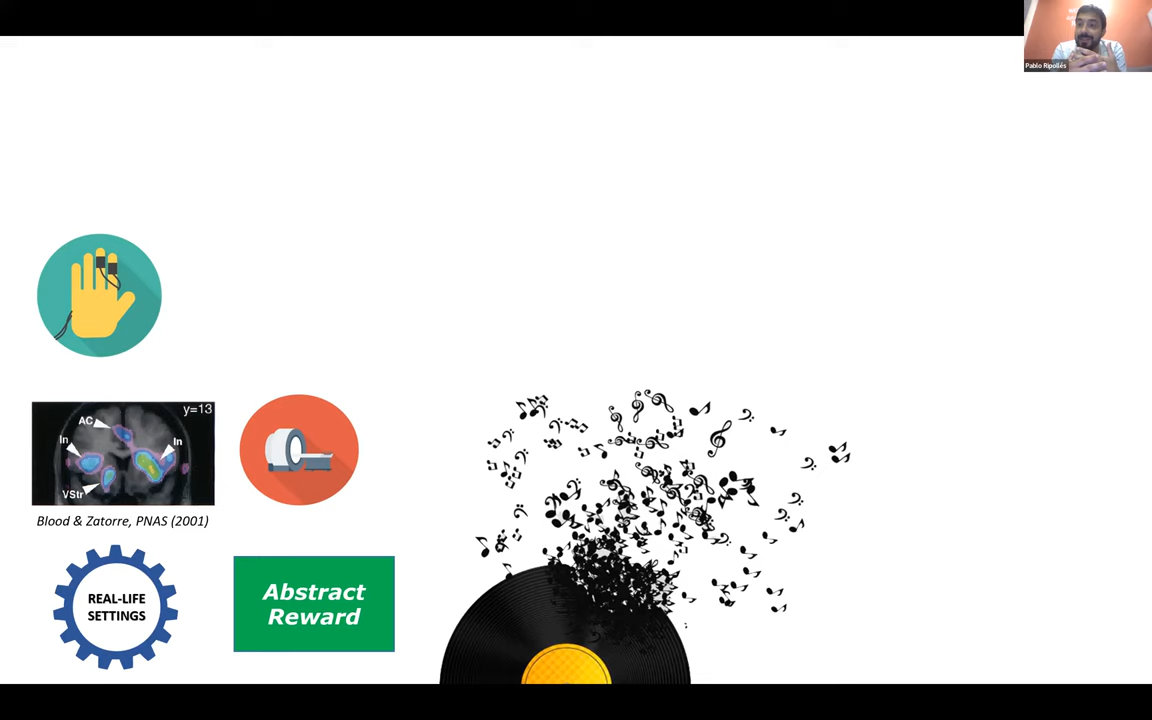 Pablo Ripollés
y=13
AC
In
In
VStr
Blood & Zatorre, PNAS (2001)
REAL-LIFE
SETTINGS
Abstract
Reward